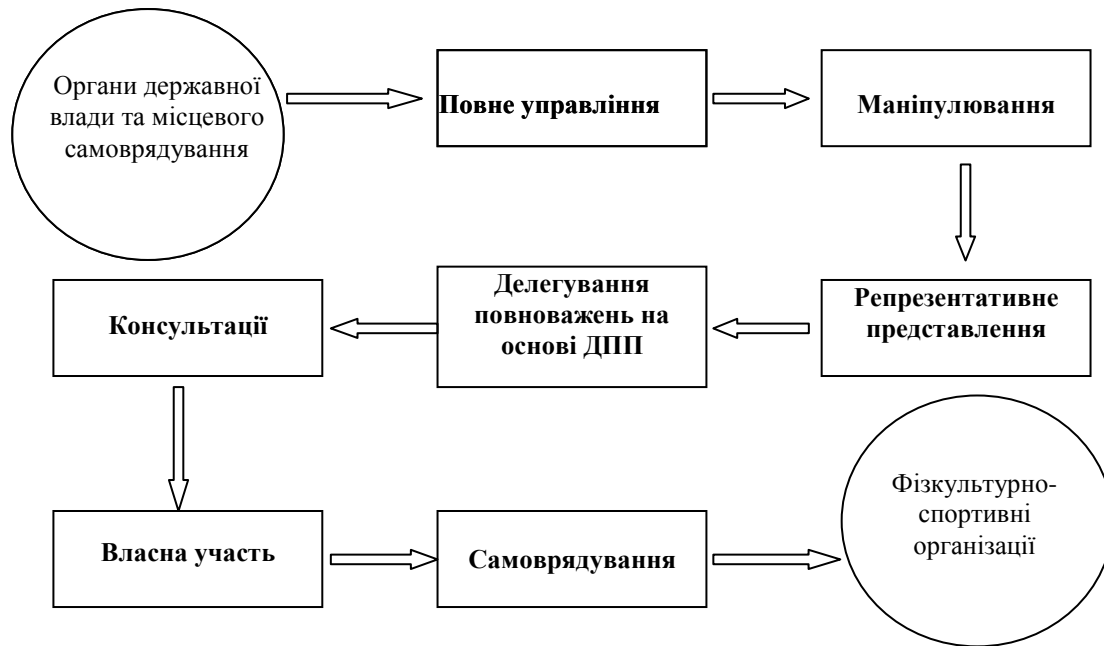 Органи державної
влади та місцевого
самоврядування
Повне управління
Маніпулювання
Репрезентативне
представлення
Делегування
повноважень на
основі ДПП
Консультації
Власна участь
Самоврядування
Фізкультурно-
спортивні
організації